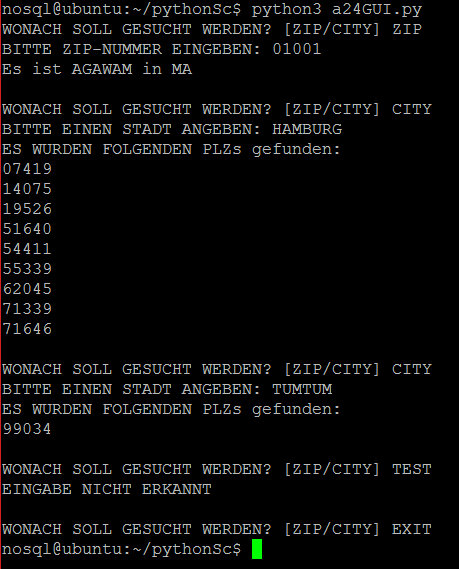 nosql@ubuntu:~/pythonSc$ python3 a24GUI.py
WONACH SOLL GESUCHT WERDEN? [ZIP/CITY] ZIP
BITTE ZIP-NUMMER EINGEBEN: 01001
Es ist AGAWAM in MA
WONACH SOLL GESUCHT WERDEN? [ZIP/CITY] CITY
BITTE EINEN STADT ANGEBEN: HAMBURG
ES WURDEN FOLGENDEN PLZs gefunden:
07419
14075
19526
51640
54411
55339
62045
71339
71646
WONACH SOLL GESUCHT WERDEN? [ZIP/CITY] CITY
BITTE EINEN STADT ANGEBEN: TUMTUM
ES WURDEN FOLGENDEN PLZs gefunden:
99034
WONACH SOLL GESUCHT WERDEN? [ZIP/CITY] TEST
EINGABE NICHT ERKANNT
WONACH SOLL GESUCHT WERDEN? [ZIP/CITY] EXIT
nosql@ubuntu:~/pythonSc$